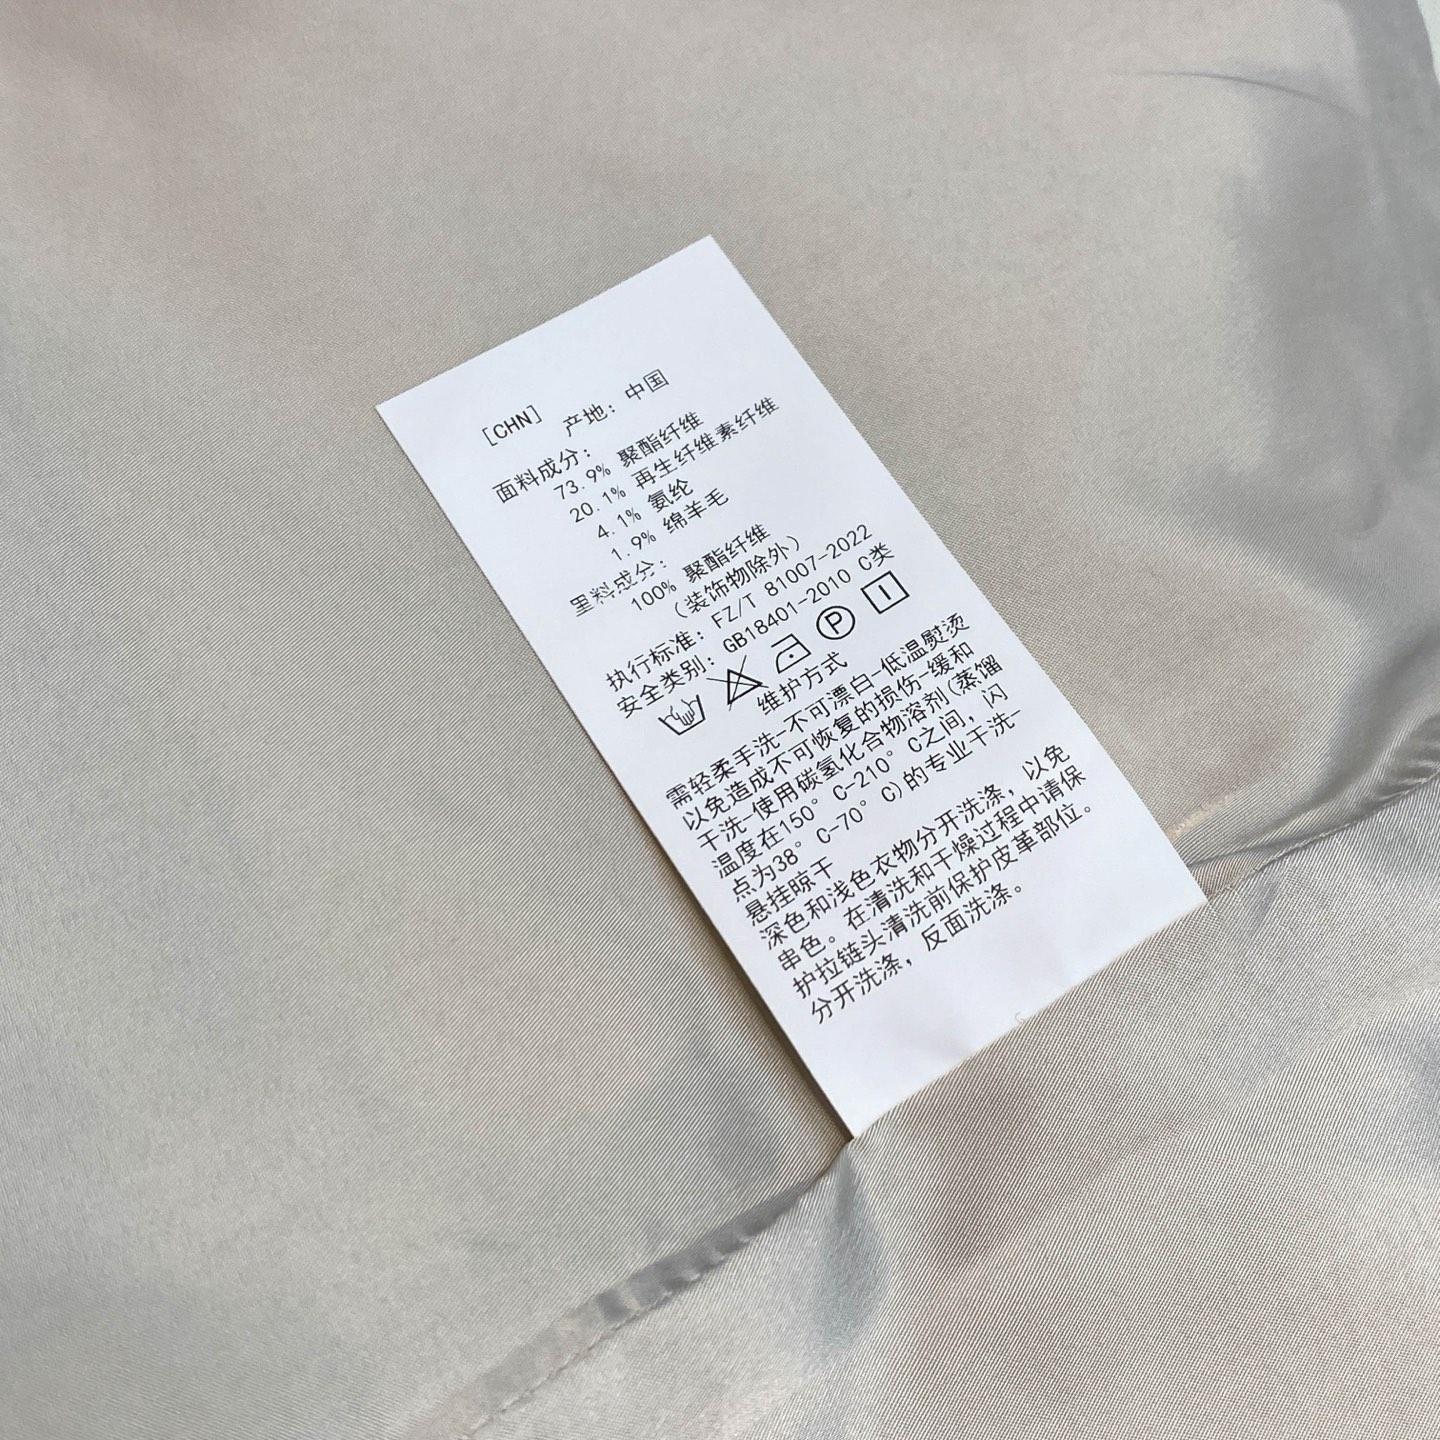 [CHN] 产地：中国
面料成分：
73.9% 聚酯纤维
20.1% 再生纤维素纤维
4.1% 氨纶
1.9% 绵羊毛
里料成分：
100% 聚酯纤维
(装饰物除外)
执行标准：FZ/T 81007-2022
安全类别：GB18401-2010 C类
P
维护方式
需轻柔手洗-不可漂白-低温熨烫
以免造成不可恢复的损伤-缓和
干洗-使用碳氢化合物溶剂(蒸馏
温度在150°C-210°C之间，闪
点为38°C-70°C)的专业干洗-
悬挂晾干
深色和浅色衣物分开洗涤，以免
串色。在清洗和干燥过程中请保
护拉链头清洗前保护皮革部位。
分开洗涤，反面洗涤。